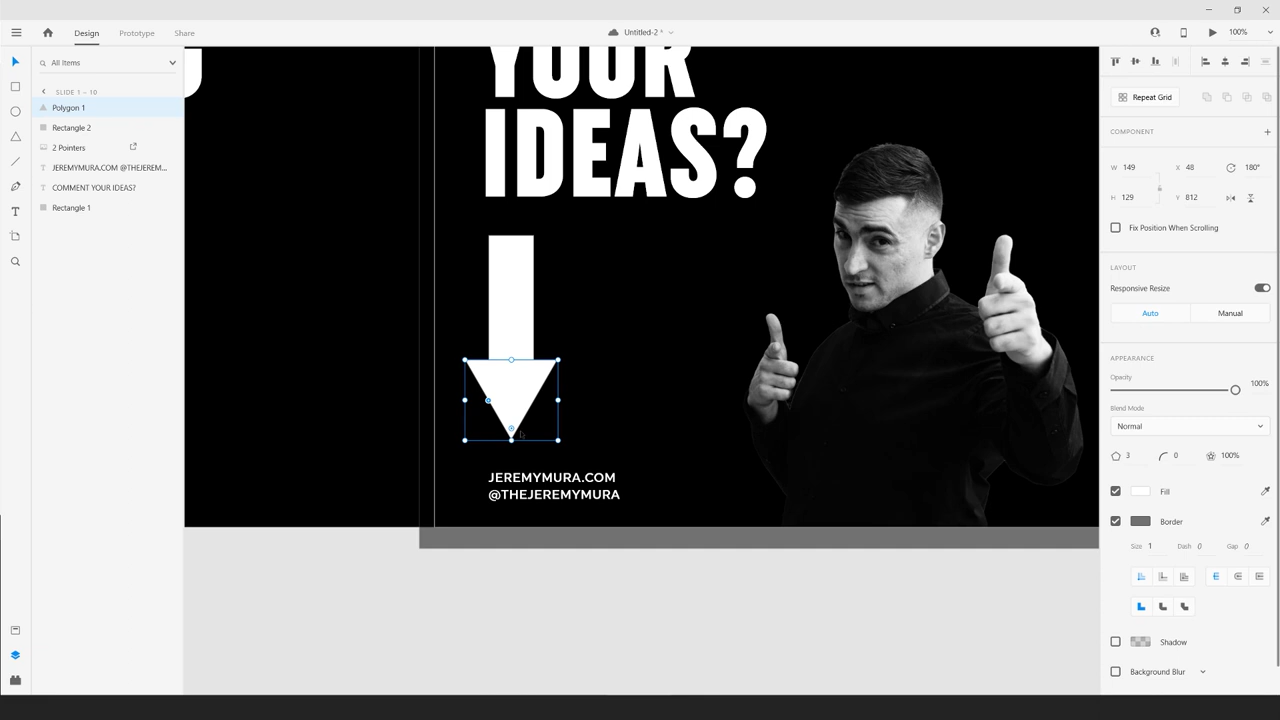 Design
Prototype
Share
Untitled-2 *
100%
All Items
SLIDE 1 – 10
Polygon 1
Rectangle 2
2 Pointers
JEREMYMURA.COM @THEJEREM...
COMMENT YOUR IDEAS?
Rectangle 1
YOUR
IDEAS?
JEREMYMURA.COM
@THEJEREMYMURA
Repeat Grid
COMPONENT
W 149 X 48 180°
H 129 Y 812
Fix Position When Scrolling
LAYOUT
Responsive Resize
Auto Manual
APPEARANCE
Opacity
100%
Blend Mode
Normal
3 0 100%
Fill
Border
Size 1 Dash 0 Gap 0
Shadow
Background Blur